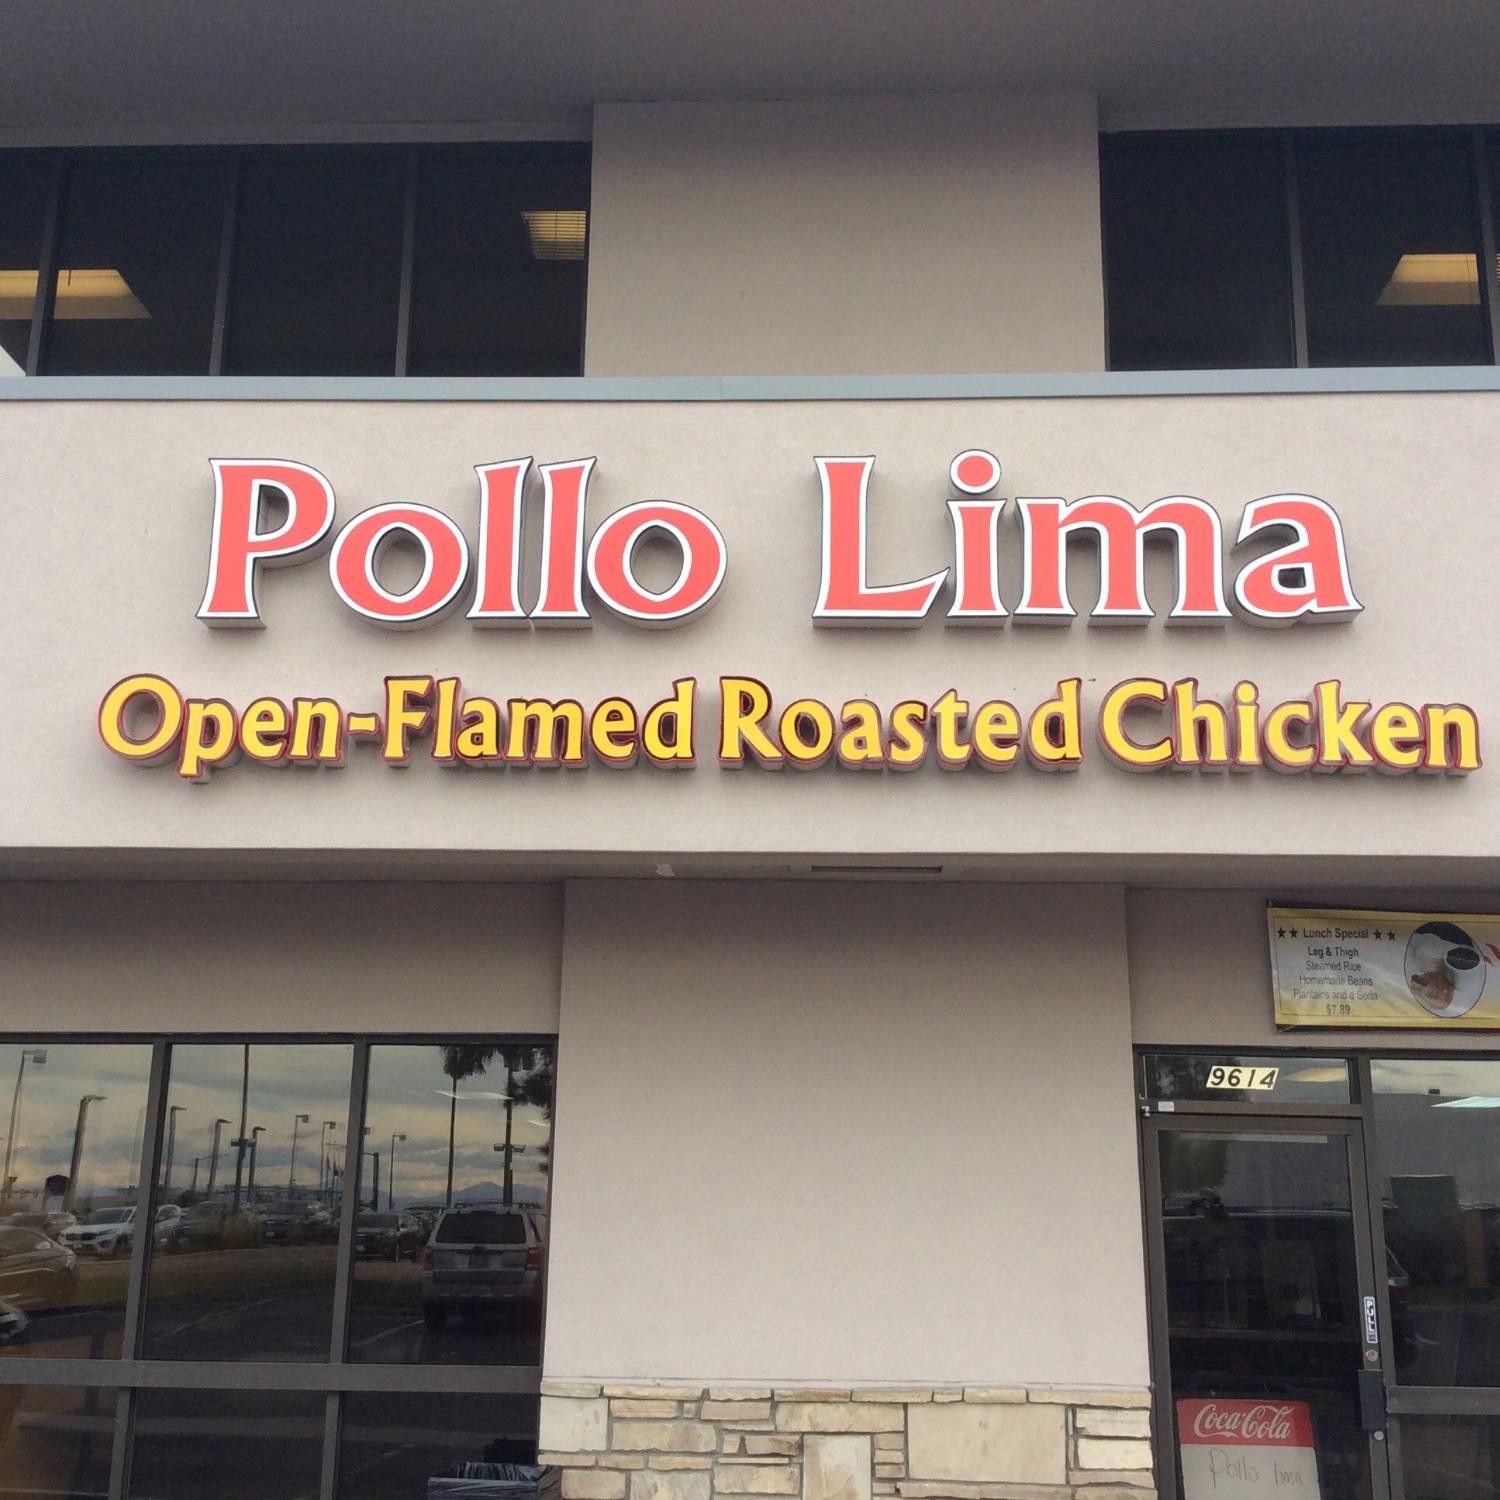 Pollo Lima
Open-Flamed Roasted Chicken
★★ Lunch Special ★★
Leg & Thigh
Steamed Rice
Homemade Beans
Plantains and a Soda
$7.89
9614
PULL
Coca-Cola
Pollo lima